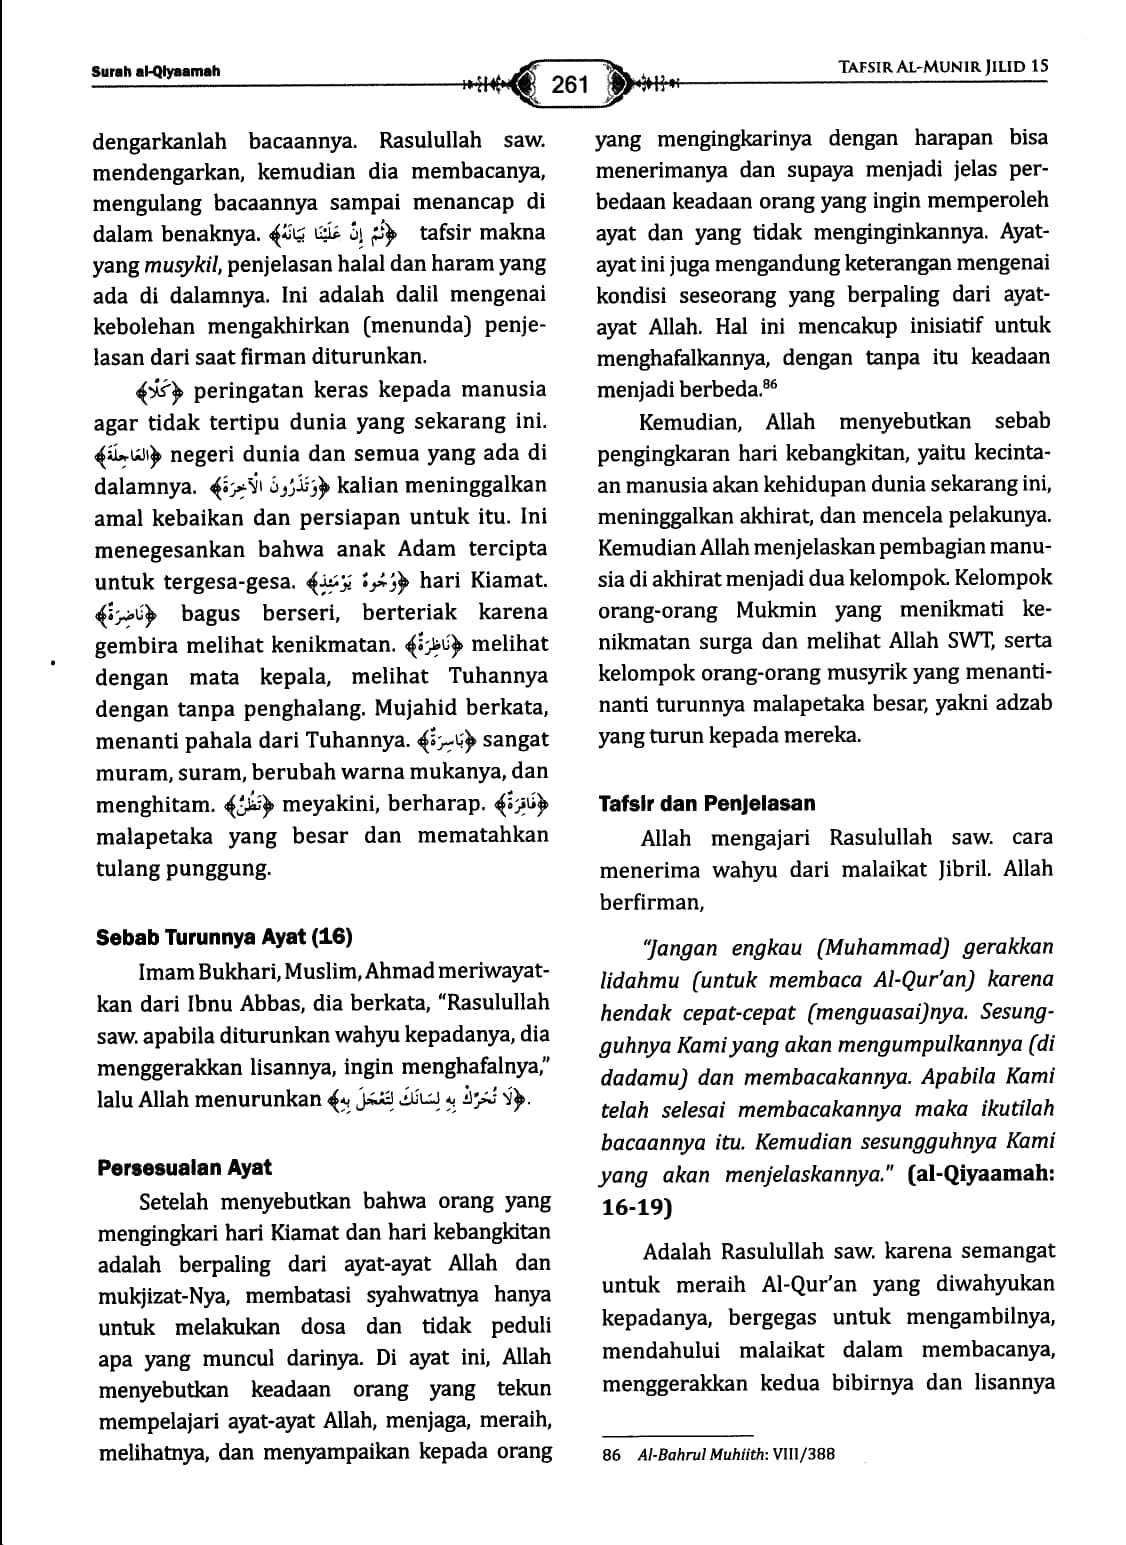 Surah al-Qiyaamah
261
TAFSIR AL-MUNIR JILID 15
dengarkanlah bacaannya. Rasulullah saw.
mendengarkan, kemudian dia membacanya,
mengulang bacaannya sampai menancap di
dalam benaknya. ﴿ثُمَّ إِنَّ عَلَيْنَا بَيَانَهُ﴾ tafsir makna
yang musykil, penjelasan halal dan haram yang
ada di dalamnya. Ini adalah dalil mengenai
kebolehan mengakhirkan (menunda) penje-
lasan dari saat firman diturunkan.
﴿كَلَّا﴾ peringatan keras kepada manusia
agar tidak tertipu dunia yang sekarang ini.
﴿العَاجِلَةَ﴾ negeri dunia dan semua yang ada di
dalamnya. ﴿وَتَذَرُونَ الْآخِرَةَ﴾ kalian meninggalkan
amal kebaikan dan persiapan untuk itu. Ini
menegesankan bahwa anak Adam tercipta
untuk tergesa-gesa. ﴿وُجُوهٌ يَوْمَئِذٍ﴾ hari Kiamat.
﴿نَاضِرَةٌ﴾ bagus berseri, berteriak karena
gembira melihat kenikmatan. ﴿نَاظِرَةٌ﴾ melihat
dengan mata kepala, melihat Tuhannya
dengan tanpa penghalang. Mujahid berkata,
menanti pahala dari Tuhannya. ﴿بَاسِرَةٌ﴾ sangat
muram, suram, berubah warna mukanya, dan
menghitam. ﴿تَظُنُّ﴾ meyakini, berharap. ﴿فَاقِرَةٌ﴾
malapetaka yang besar dan mematahkan
tulang punggung.
Sebab Turunnya Ayat (16)
Imam Bukhari, Muslim, Ahmad meriwayat-
kan dari Ibnu Abbas, dia berkata, “Rasulullah
saw. apabila diturunkan wahyu kepadanya, dia
menggerakkan lisannya, ingin menghafalnya,”
lalu Allah menurunkan ﴿لَا تُحَرِّكْ بِهِ لِسَانَكَ لِتَعْجَلَ بِهِ﴾.
Persesuaian Ayat
Setelah menyebutkan bahwa orang yang
mengingkari hari Kiamat dan hari kebangkitan
adalah berpaling dari ayat-ayat Allah dan
mukjizat-Nya, membatasi syahwatnya hanya
untuk melakukan dosa dan tidak peduli
apa yang muncul darinya. Di ayat ini, Allah
menyebutkan keadaan orang yang tekun
mempelajari ayat-ayat Allah, menjaga, meraih,
melihatnya, dan menyampaikan kepada orang
yang mengingkarinya dengan harapan bisa
menerimanya dan supaya menjadi jelas per-
bedaan keadaan orang yang ingin memperoleh
ayat dan yang tidak menginginkannya. Ayat-
ayat ini juga mengandung keterangan mengenai
kondisi seseorang yang berpaling dari ayat-
ayat Allah. Hal ini mencakup inisiatif untuk
menghafalkannya, dengan tanpa itu keadaan
menjadi berbeda.⁸⁶
Kemudian, Allah menyebutkan sebab
pengingkaran hari kebangkitan, yaitu kecinta-
an manusia akan kehidupan dunia sekarang ini,
meninggalkan akhirat, dan mencela pelakunya.
Kemudian Allah menjelaskan pembagian manu-
sia di akhirat menjadi dua kelompok. Kelompok
orang-orang Mukmin yang menikmati ke-
nikmatan surga dan melihat Allah SWT, serta
kelompok orang-orang musyrik yang menanti-
nanti turunnya malapetaka besar, yakni adzab
yang turun kepada mereka.
Tafsir dan Penjelasan
Allah mengajari Rasulullah saw. cara
menerima wahyu dari malaikat Jibril. Allah
berfirman,
“Jangan engkau (Muhammad) gerakkan
lidahmu (untuk membaca Al-Qur’an) karena
hendak cepat-cepat (menguasai)nya. Sesung-
guhnya Kami yang akan mengumpulkannya (di
dadamu) dan membacakannya. Apabila Kami
telah selesai membacakannya maka ikutilah
bacaannya itu. Kemudian sesungguhnya Kami
yang akan menjelaskannya.” (al-Qiyaamah:
16-19)
Adalah Rasulullah saw. karena semangat
untuk meraih Al-Qur’an yang diwahyukan
kepadanya, bergegas untuk mengambilnya,
mendahului malaikat dalam membacanya,
menggerakkan kedua bibirnya dan lisannya
86 Al-Bahrul Muhiith: VIII/388